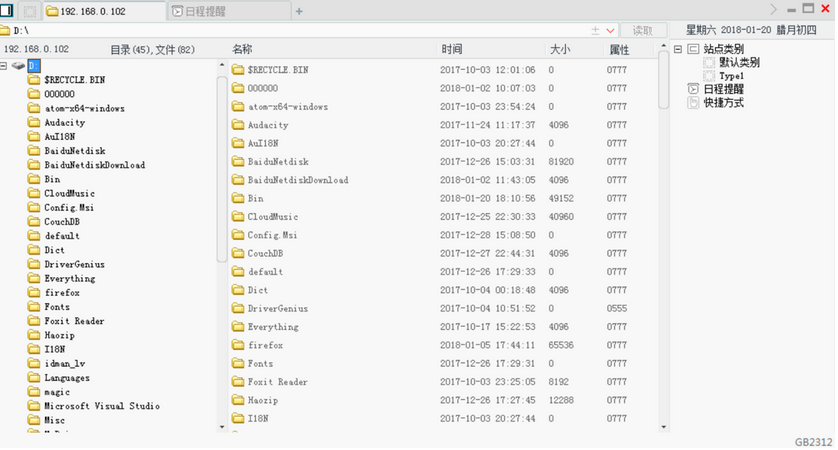 192.168.0.102 日程提醒
D:\ 读取 星期六 2018-01-20 腊月初四
192.168.0.102 目录(45),文件(82)
D:
$RECYCLE.BIN
000000
atom-x64-windows
Audacity
AuI18N
BaiduNetdisk
BaiduNetdiskDownload
Bin
CloudMusic
Config.Msi
CouchDB
default
Dict
DriverGenius
Everything
firefox
Fonts
Foxit Reader
Haozip
I18N
idman_lv
Languages
magic
Microsoft Visual Studio
Misc
名称 时间 大小 属性
$RECYCLE.BIN 2017-10-03 12:01:06 0 0777
000000 2018-01-02 10:07:03 0 0777
atom-x64-windows 2017-10-03 23:54:24 0 0777
Audacity 2017-11-24 11:17:37 4096 0777
AuI18N 2017-10-03 20:27:44 0 0777
BaiduNetdisk 2017-12-26 15:03:31 81920 0777
BaiduNetdiskDownload 2018-01-02 11:43:05 4096 0777
Bin 2018-01-20 18:10:56 49152 0777
CloudMusic 2017-12-25 22:30:33 40960 0777
Config.Msi 2017-12-28 15:08:50 0 0777
CouchDB 2017-12-27 22:44:31 4096 0777
default 2017-12-26 17:29:33 0 0777
Dict 2017-10-04 00:18:48 4096 0777
DriverGenius 2017-10-04 10:51:52 0 0555
Everything 2017-10-17 15:22:53 4096 0777
firefox 2018-01-05 17:44:11 65536 0777
Fonts 2017-12-26 17:29:31 0 0777
Foxit Reader 2017-10-03 23:25:05 8192 0777
Haozip 2017-12-26 17:27:45 12288 0777
I18N 2017-10-03 20:27:44 0 0777
站点类别
默认类别
Type1
日程提醒
快捷方式
GB2312